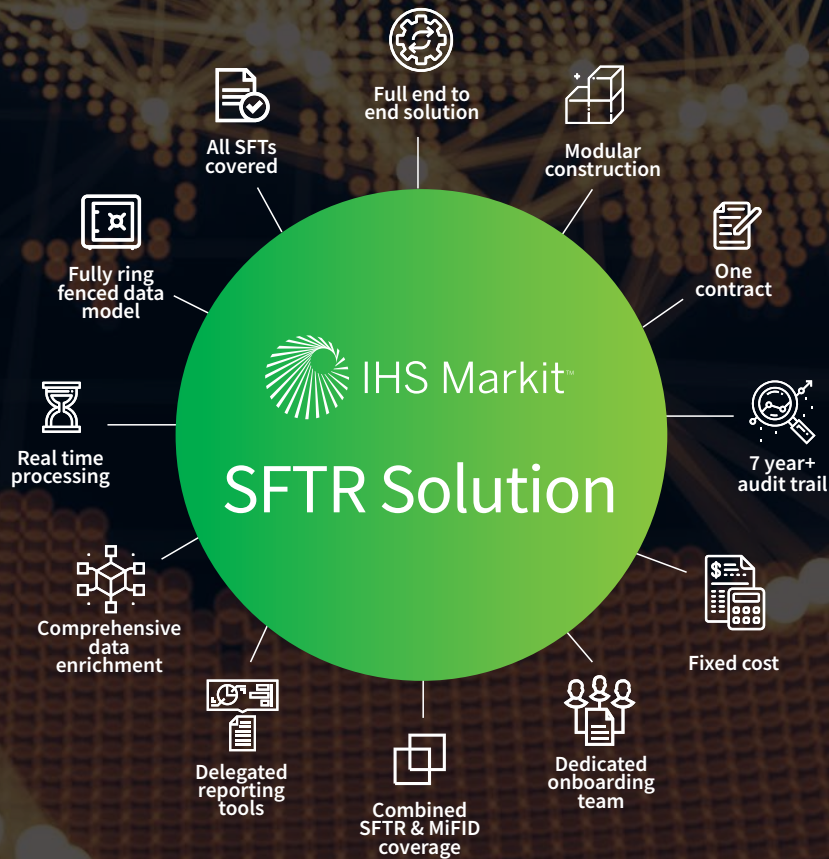 Full end to
end solution
Modular
construction
One
contract
7 year+
audit trail
Fixed cost
Dedicated
onboarding
team
Combined
SFTR & MiFID
coverage
Delegated
reporting
tools
Comprehensive
data
enrichment
Real time
processing
Fully ring
fenced data
model
All SFTs
covered
IHS Markit™
SFTR Solution
$